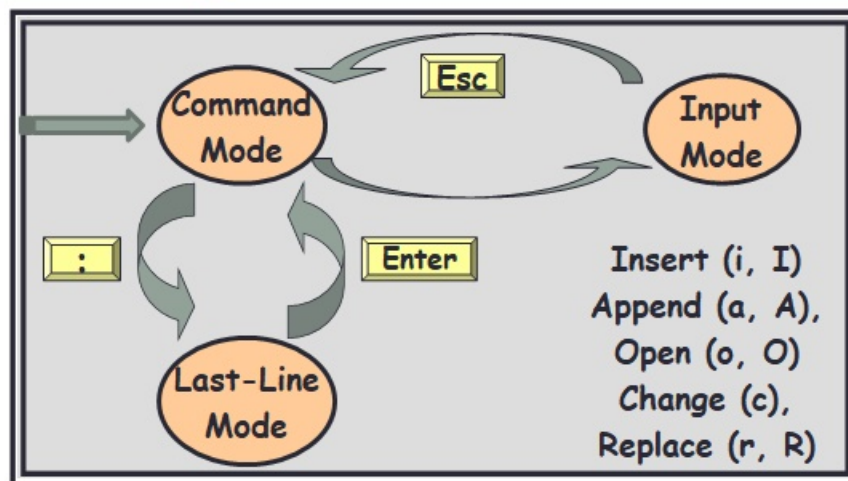 Esc
Command
Mode
Input
Mode
:
Enter
Insert (i, I)
Append (a, A),
Open (o, O)
Change (c),
Replace (r, R)
Last-Line
Mode